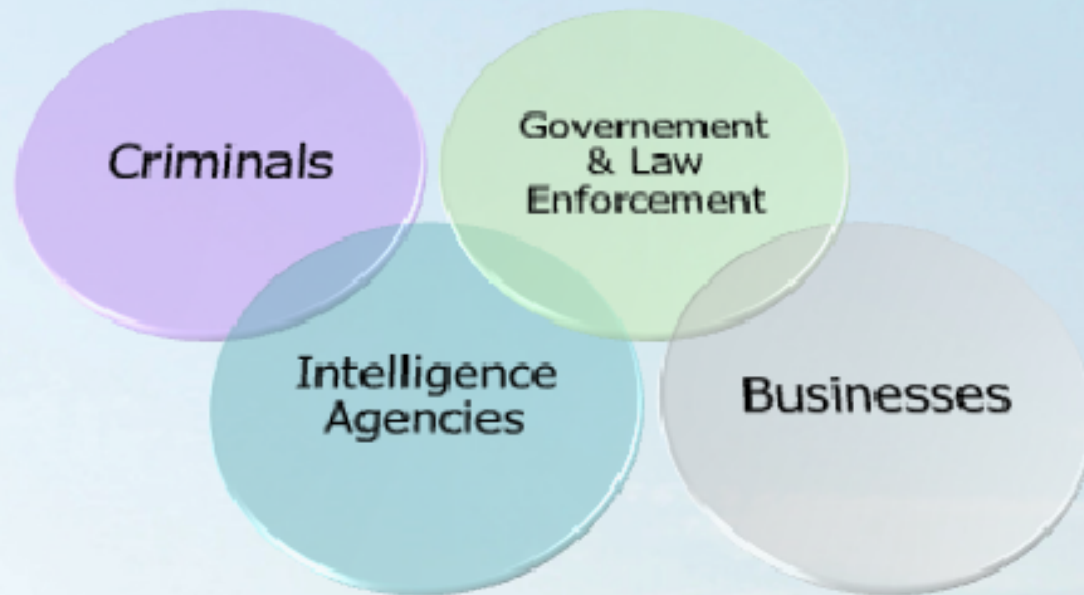 Criminals
Governement
& Law
Enforcement
Intelligence
Agencies
Businesses